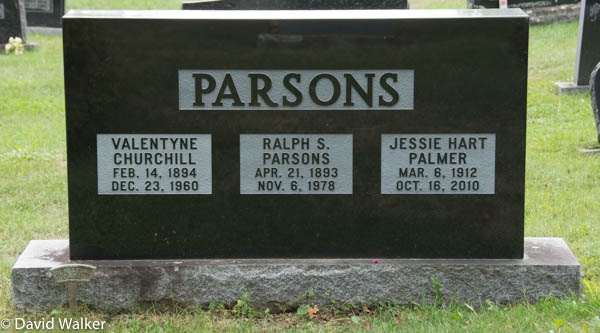 PARSONS
VALENTYNE
CHURCHILL
FEB. 14, 1894
DEC. 23, 1960
RALPH S.
PARSONS
APR. 21, 1893
NOV. 6, 1978
JESSIE HART
PALMER
MAR. 6, 1912
OCT. 16, 2010
©David Walker